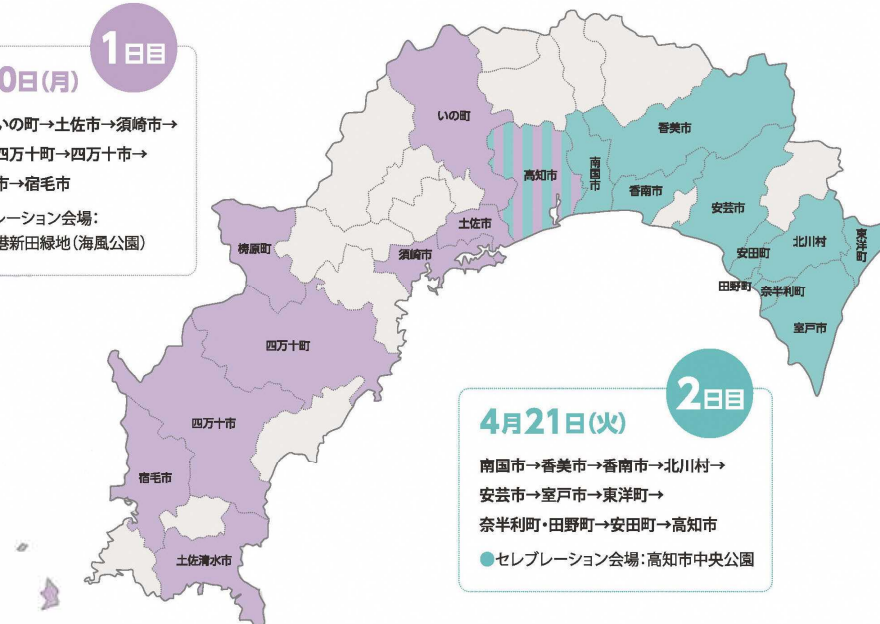 1日目
0日(月)
いの町→土佐市→須崎市→
四万十町→四万十市→
市→宿毛市
レーション会場:
港新田緑地(海風公園)
いの町
高知市
南国市
香美市
香南市
安芸市
土佐市
須崎市
梼原町
安田町
北川村
東洋町
田野町
奈半利町
室戸市
四万十町
四万十市
宿毛市
土佐清水市
2日目
4月21日(火)
南国市→香美市→香南市→北川村→
安芸市→室戸市→東洋町→
奈半利町・田野町→安田町→高知市
●セレブレーション会場:高知市中央公園